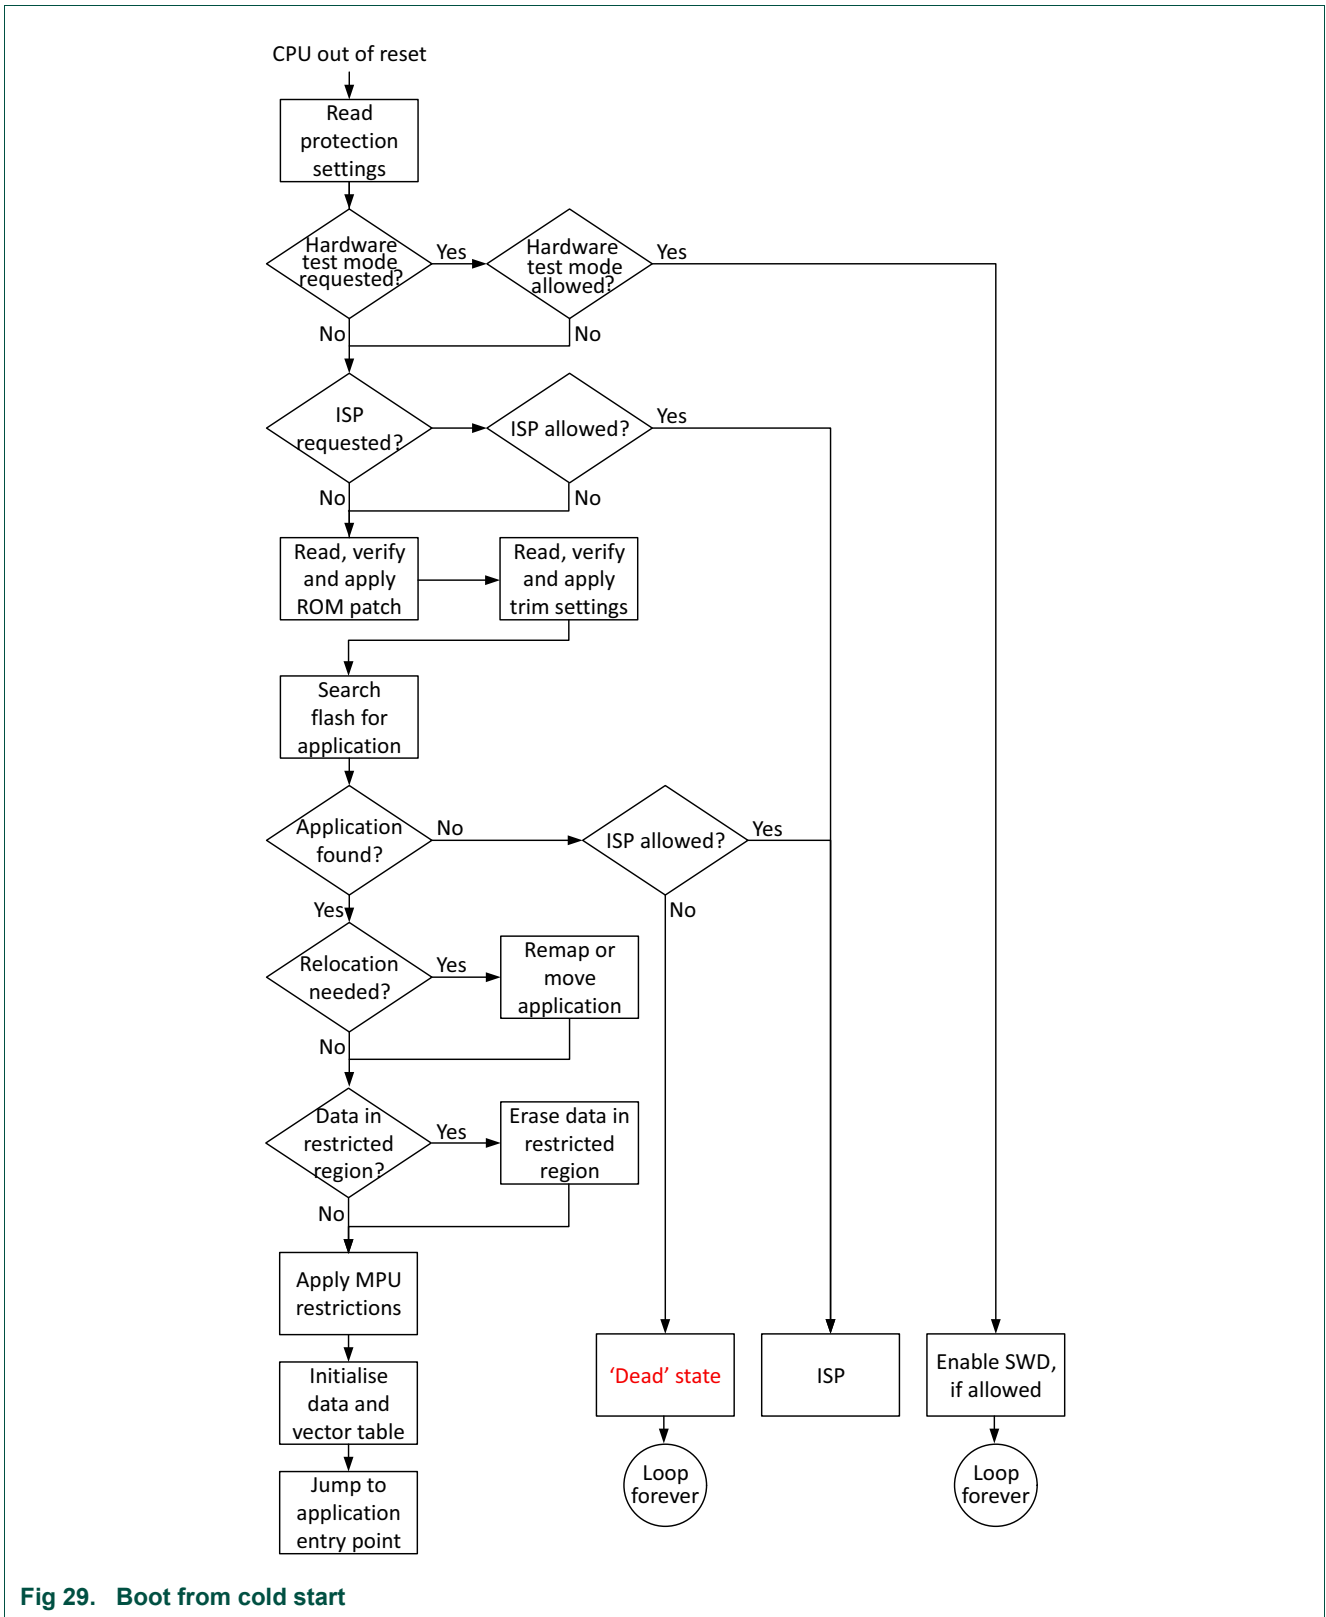 CPU out of reset
Read
protection
settings
Hardware
test mode
requested?
Yes
Hardware
test mode
allowed?
Yes
No
No
ISP
requested?
ISP allowed?
Yes
No
No
Read, verify
and apply
ROM patch
Read, verify
and apply
trim settings
Search
flash for
application
Application
found?
No
ISP allowed?
Yes
Yes
No
Relocation
needed?
Yes
Remap or
move
application
No
Data in
restricted
region?
Yes
Erase data in
restricted
region
No
Apply MPU
restrictions
Initialise
data and
vector table
Jump to
application
entry point
‘Dead’ state
ISP
Enable SWD,
if allowed
Loop
forever
Loop
forever
Fig 29. Boot from cold start